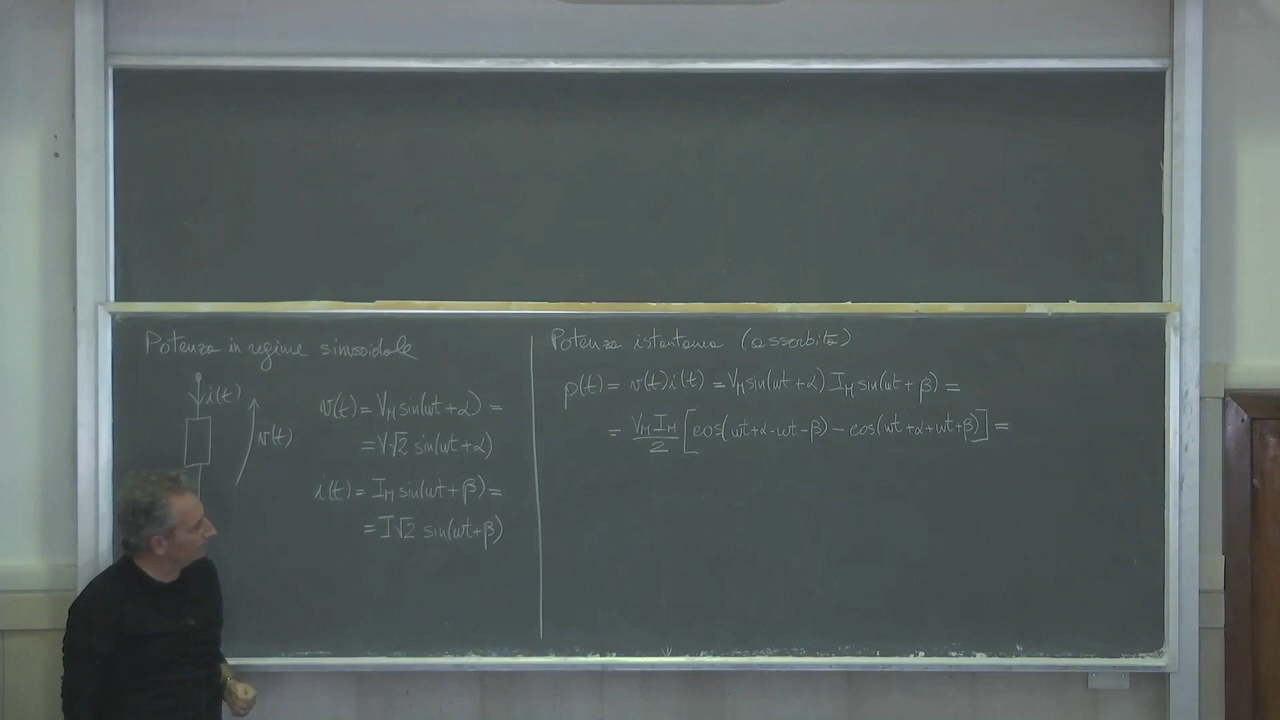 Potenza in regime sinusoidale
i(t)
v(t)
v(t) = V_M sin(ωt + α) =
= V√2 sin(ωt + α)
i(t) = I_M sin(ωt + β) =
= I√2 sin(ωt + β)
Potenza istantanea (assorbita)
p(t) = v(t) i(t) = V_M sin(ωt + α) I_M sin(ωt + β) =
= V_M I_M / 2 [cos(ωt + α - ωt - β) - cos(ωt + α + ωt + β)] =